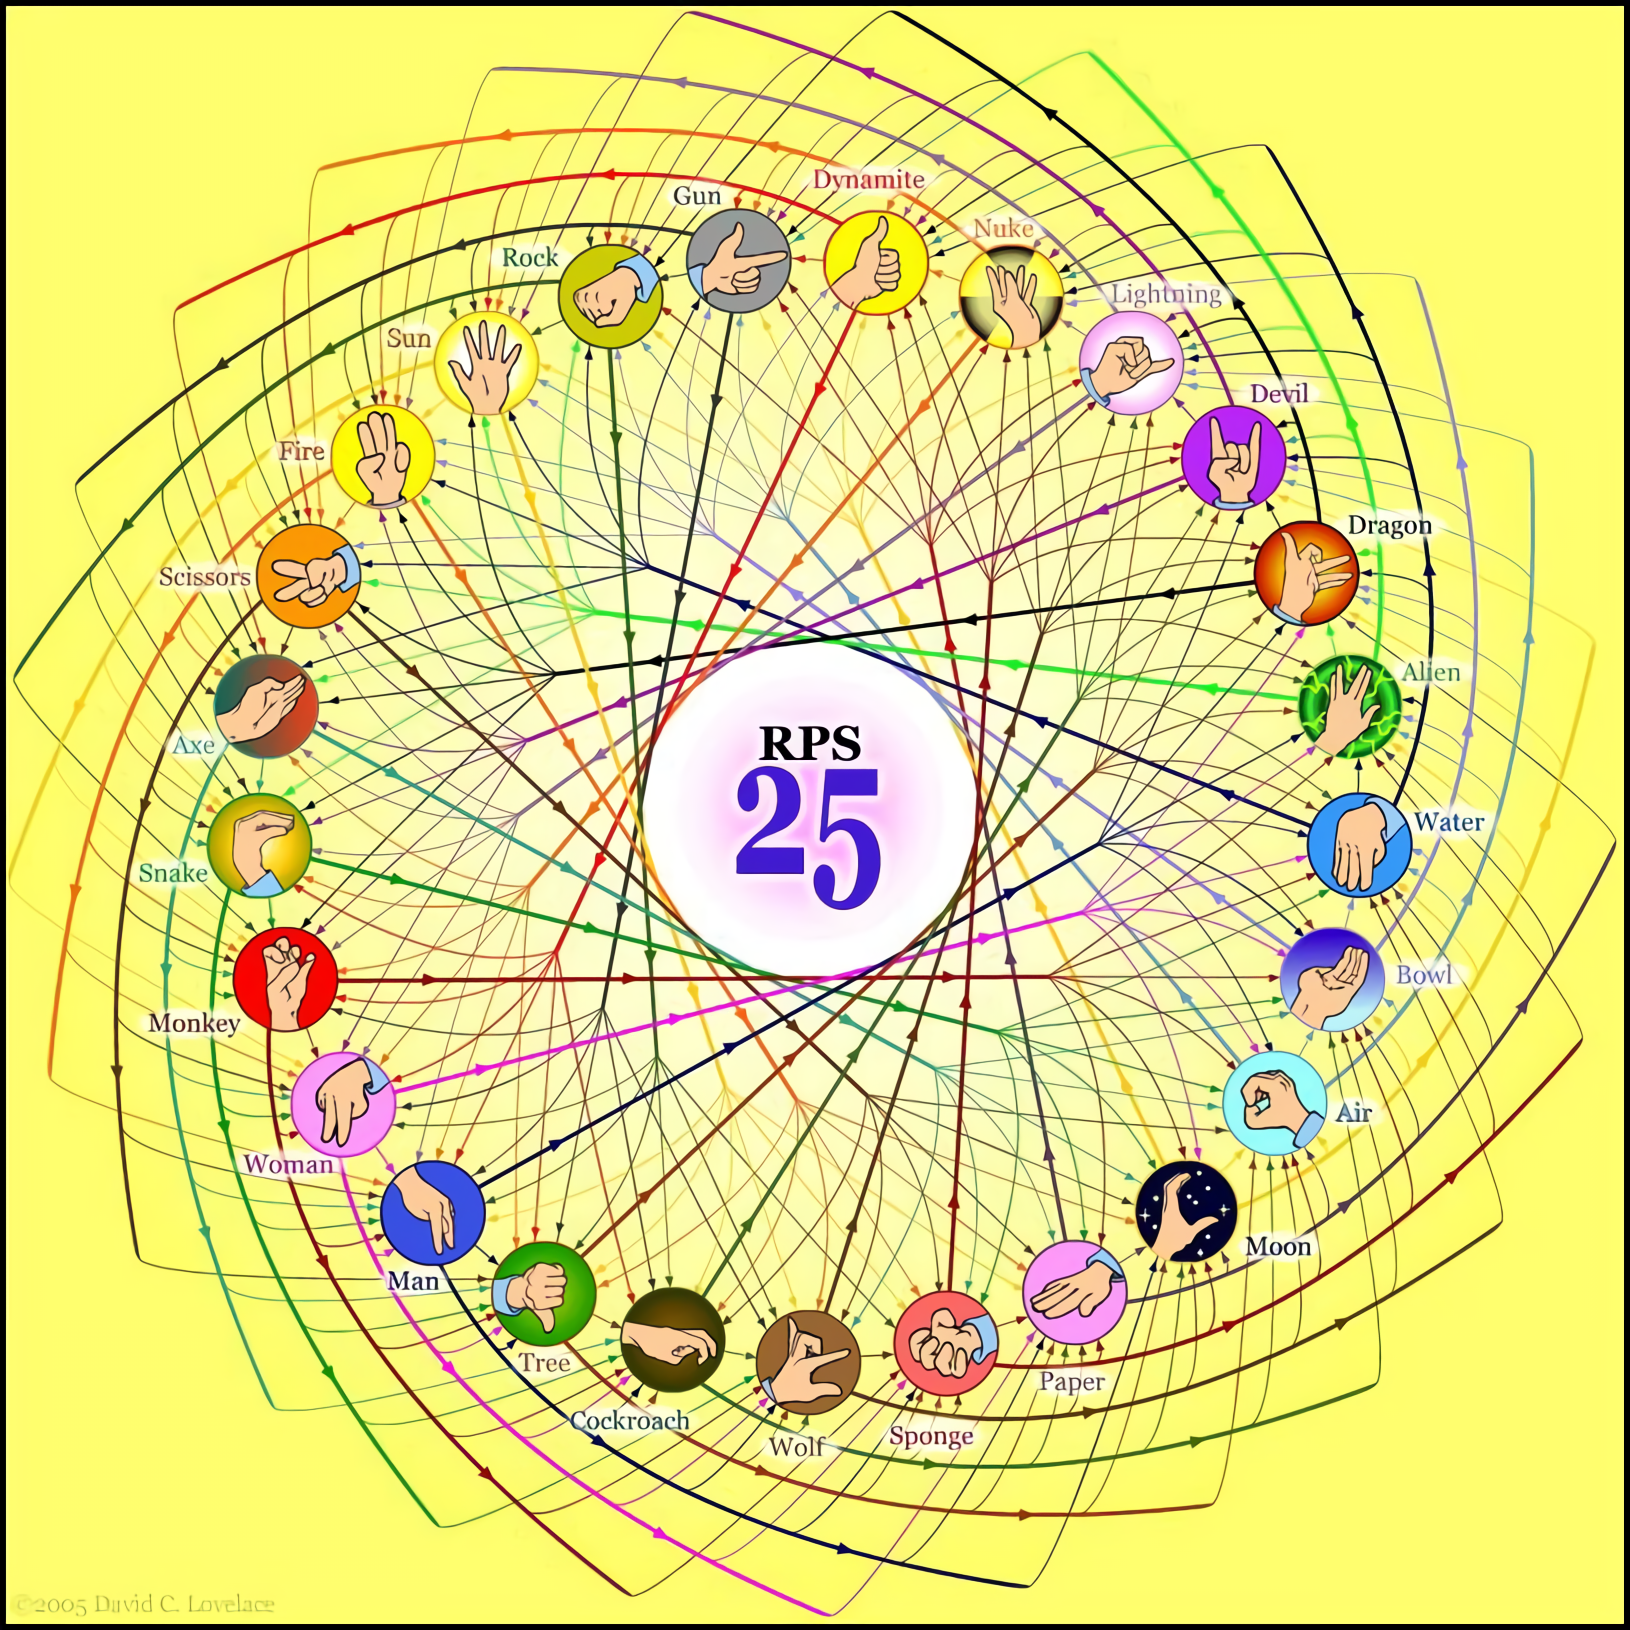 Dynamite
Gun
Nuke
Rock
Lightning
Sun
Devil
Fire
Dragon
Scissors
Alien
RPS
Axe
25
Water
Snake
Bowl
Monkey
Air
Woman
Moon
Man
Tree
Paper
Cockroach
Sponge
Wolf
©2005 David C. Lovelace